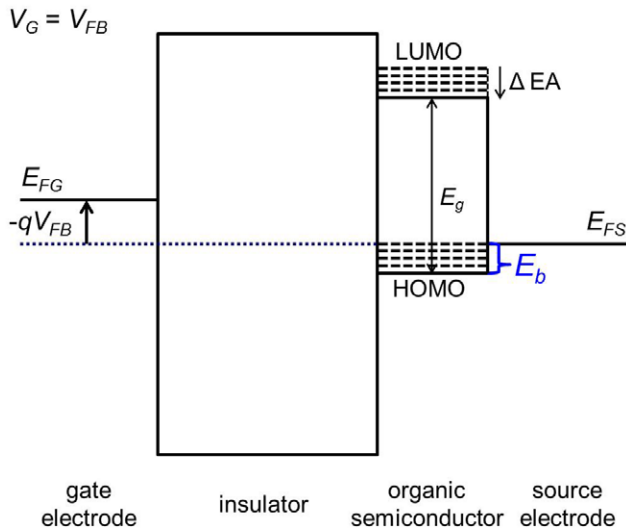 V_G = V_FB
LUMO
Δ EA
E_FG
E_g
-qV_FB
E_FS
E_b
HOMO
gate electrode
insulator
organic semiconductor
source electrode